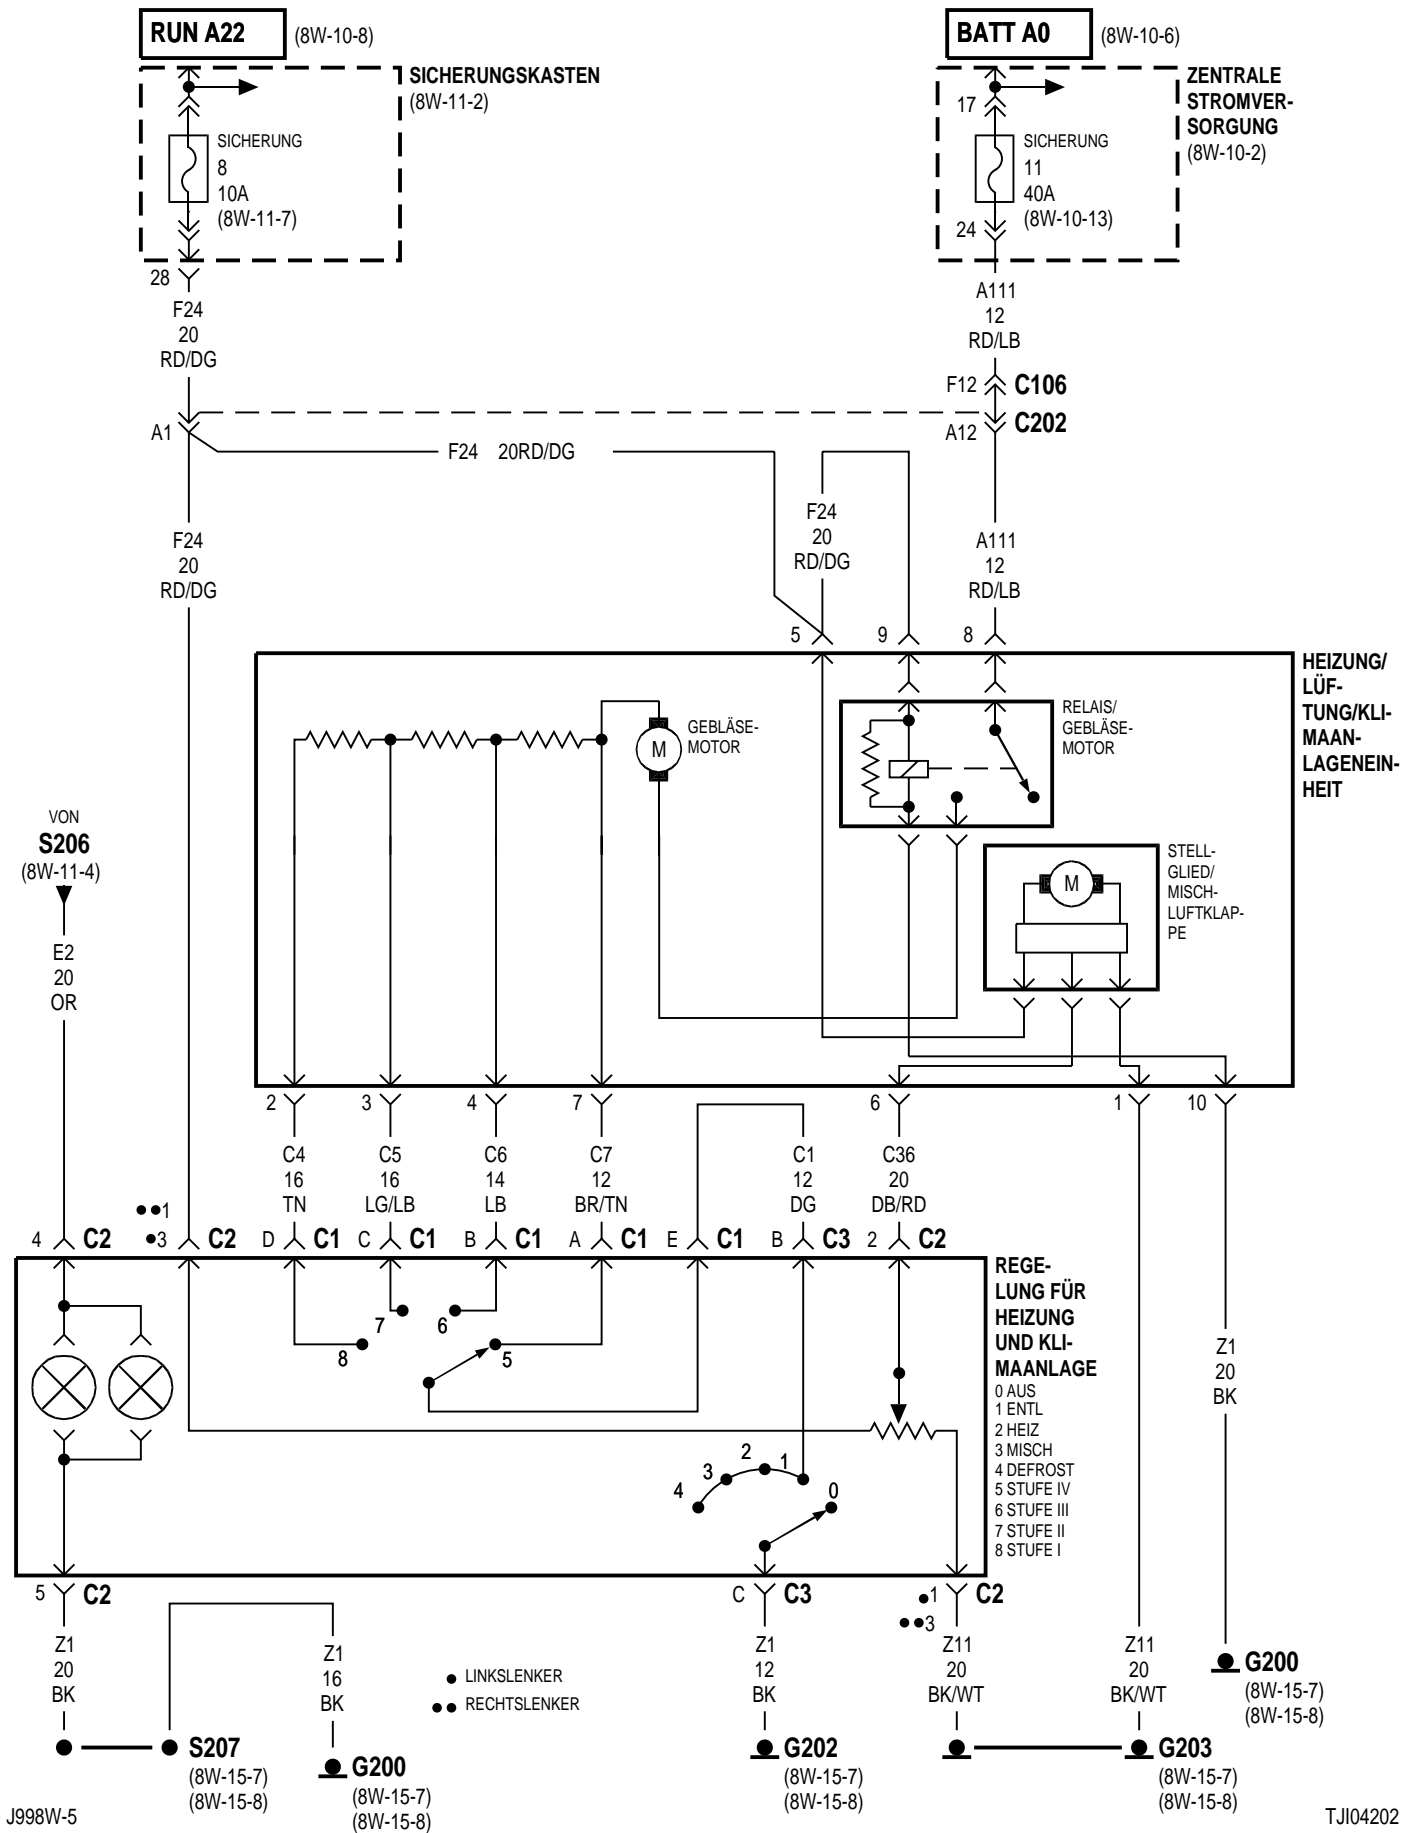 RUN A22
(8W-10-8)
BATT A0
(8W-10-6)
SICHERUNGSKASTEN
(8W-11-2)
SICHERUNG
8
10A
(8W-11-7)
28
17
SICHERUNG
11
40A
(8W-10-13)
24
ZENTRALE
STROMVER-
SORGUNG
(8W-10-2)
F24
20
RD/DG
A111
12
RD/LB
F12
C106
A1
A12
C202
F24 20RD/DG
F24
20
RD/DG
F24
20
RD/DG
A111
12
RD/LB
5
9
8
HEIZUNG/
LÜF-
TUNG/KLI-
MAAN-
LAGENEIN-
HEIT
M
GEBLÄSE-
MOTOR
RELAIS/
GEBLÄSE-
MOTOR
M
STELL-
GLIED/
MISCH-
LUFTKLAP-
PE
VON
S206
(8W-11-4)
E2
20
OR
2
3
4
7
6
1
10
C4
16
TN
C5
16
LG/LB
C6
14
LB
C7
12
BR/TN
C1
12
DG
C36
20
DB/RD
●●1
4
C2
●3
C2
D
C1
C
C1
B
C1
A
C1
E
C1
B
C3
2
C2
7
6
8
5
REGE-
LUNG FÜR
HEIZUNG
UND KLI-
MAANLAGE
0 AUS
1 ENTL
2 HEIZ
3 MISCH
4 DEFROST
5 STUFE IV
6 STUFE III
7 STUFE II
8 STUFE I
Z1
20
BK
4
3
2
1
0
5
C2
C
C3
●1
●●3
C2
Z1
20
BK
Z1
16
BK
● LINKSLENKER
●● RECHTSLENKER
Z1
12
BK
Z11
20
BK/WT
Z11
20
BK/WT
G200
(8W-15-7)
(8W-15-8)
S207
(8W-15-7)
(8W-15-8)
G200
(8W-15-7)
(8W-15-8)
G202
(8W-15-7)
(8W-15-8)
G203
(8W-15-7)
(8W-15-8)
J998W-5
TJI04202